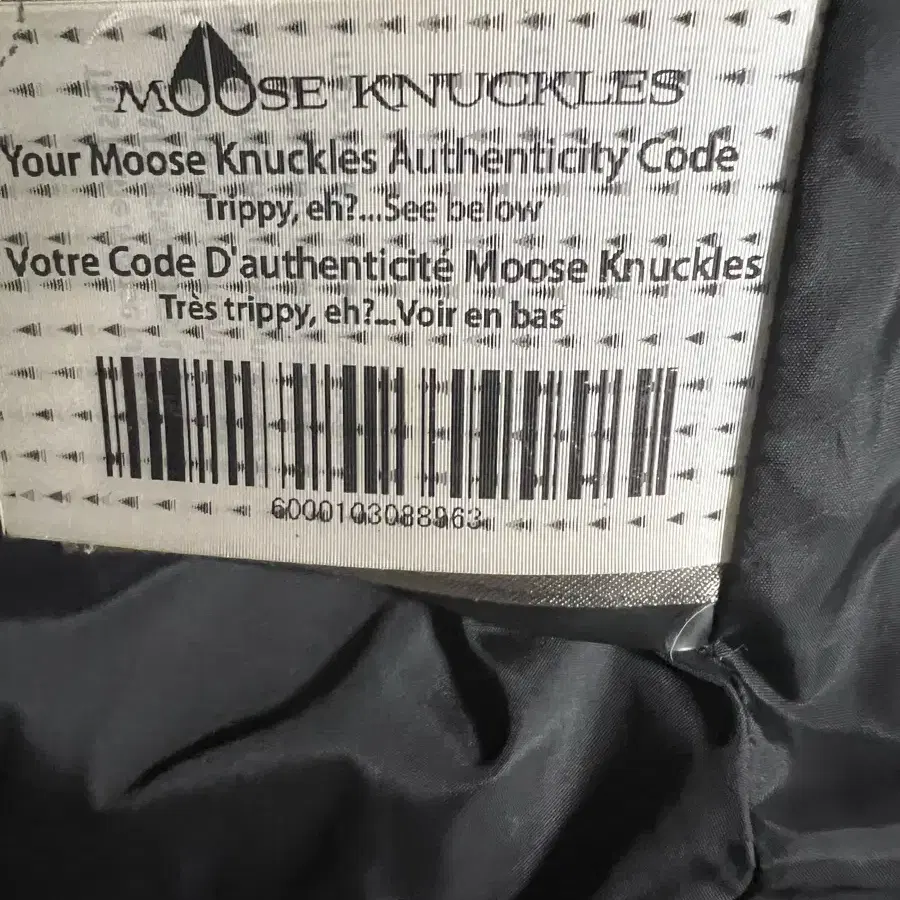 MOOSE KNUCKLES
Your Moose Knuckles Authenticity Code
Trippy, eh?...See below
Votre Code D'authenticité Moose Knuckles
Très trippy, eh?...Voir en bas
6000103088963